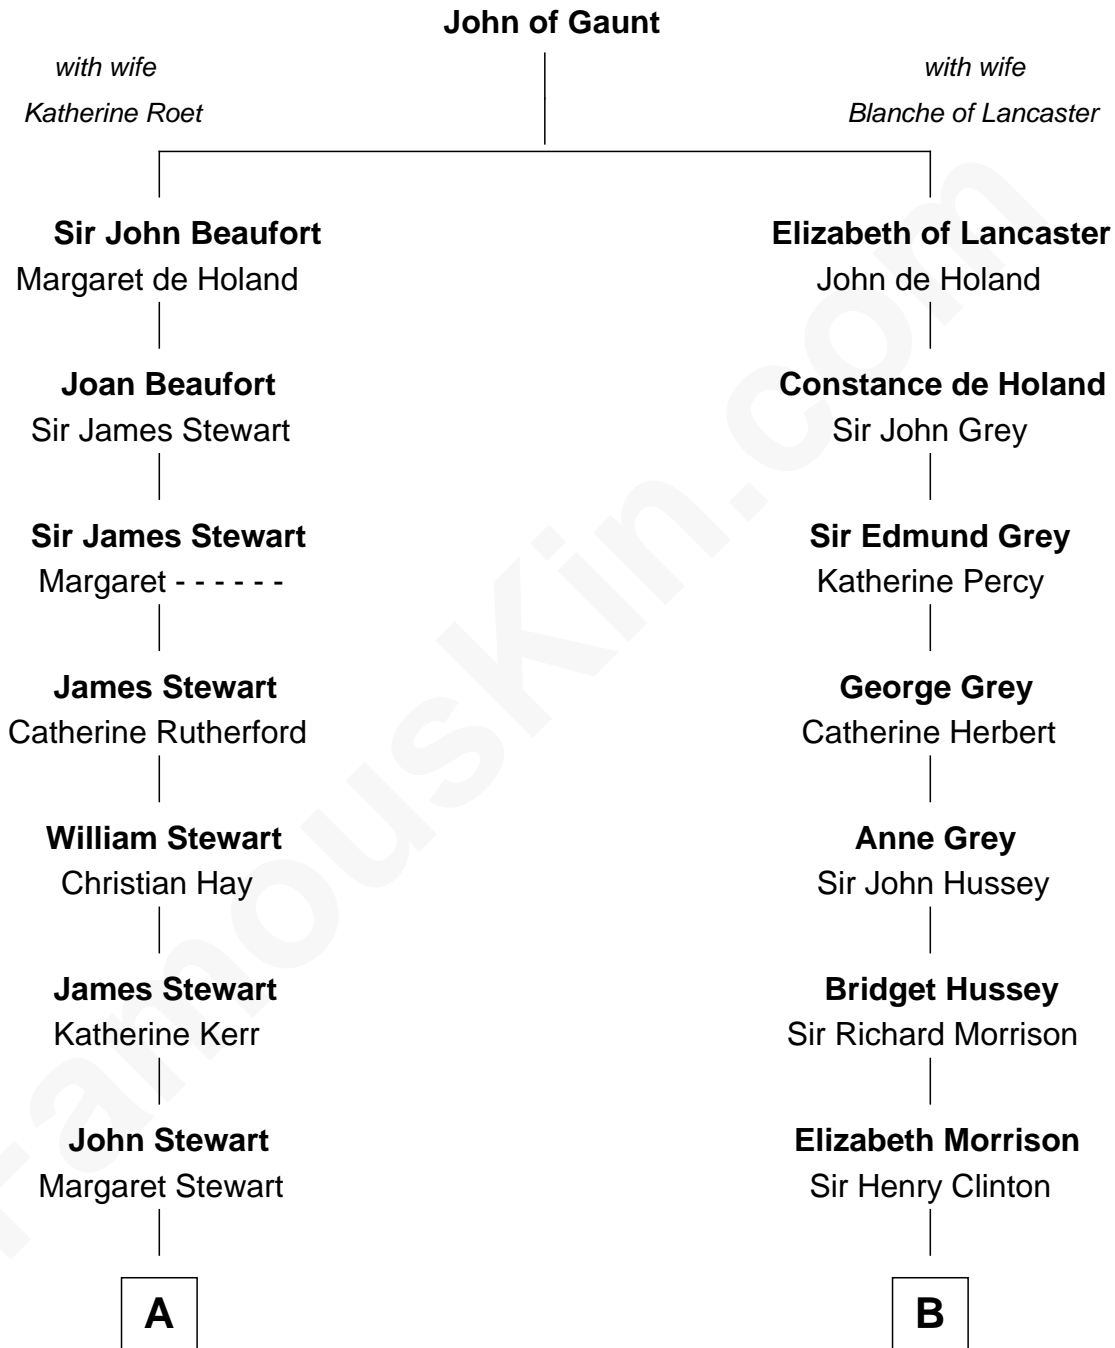 John of Gaunt
with wife
Katherine Roet
with wife
Blanche of Lancaster
Sir John Beaufort
Margaret de Holand
Elizabeth of Lancaster
John de Holand
Joan Beaufort
Sir James Stewart
Constance de Holand
Sir John Grey
Sir James Stewart
Margaret - - - - - -
Sir Edmund Grey
Katherine Percy
James Stewart
Catherine Rutherford
George Grey
Catherine Herbert
William Stewart
Christian Hay
Anne Grey
Sir John Hussey
James Stewart
Katherine Kerr
Bridget Hussey
Sir Richard Morrison
John Stewart
Margaret Stewart
Elizabeth Morrison
Sir Henry Clinton
A
B
FamousKin.com